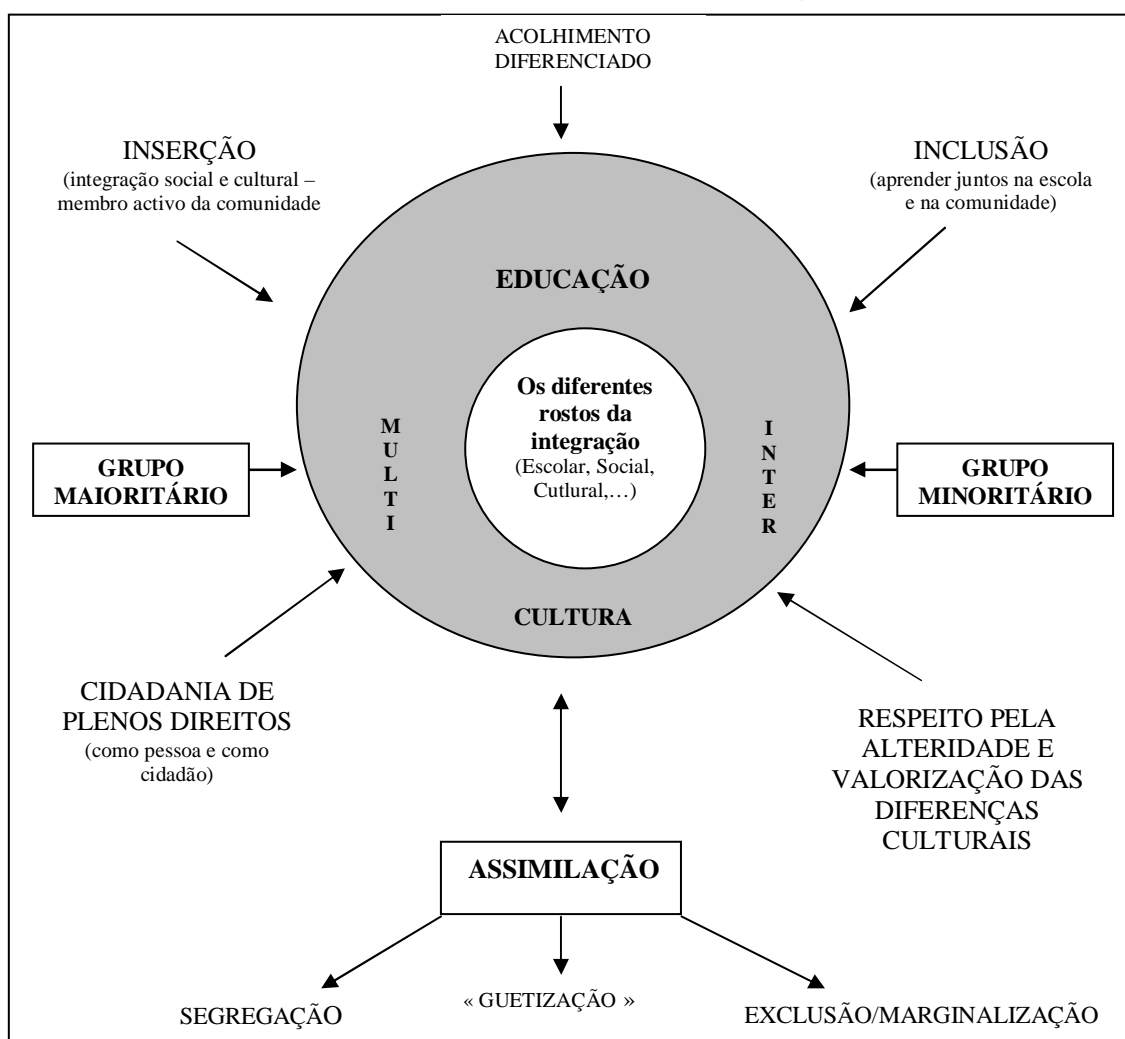 ACOLHIMENTO
DIFERENCIADO
INSERÇÃO
(integração social e cultural –
membro activo da comunidade
INCLUSÃO
(aprender juntos na escola
e na comunidade)
EDUCAÇÃO
Os diferentes
rostos da
integração
(Escolar, Social,
Cutlural,…)
M
U
L
T
I
I
N
T
E
R
GRUPO
MAIORITÁRIO
GRUPO
MINORITÁRIO
CULTURA
CIDADANIA DE
PLENOS DIREITOS
(como pessoa e como
cidadão)
RESPEITO PELA
ALTERIDADE E
VALORIZAÇÃO DAS
DIFERENÇAS
CULTURAIS
ASSIMILAÇÃO
SEGREGAÇÃO
« GUETIZAÇÃO »
EXCLUSÃO/MARGINALIZAÇÃO